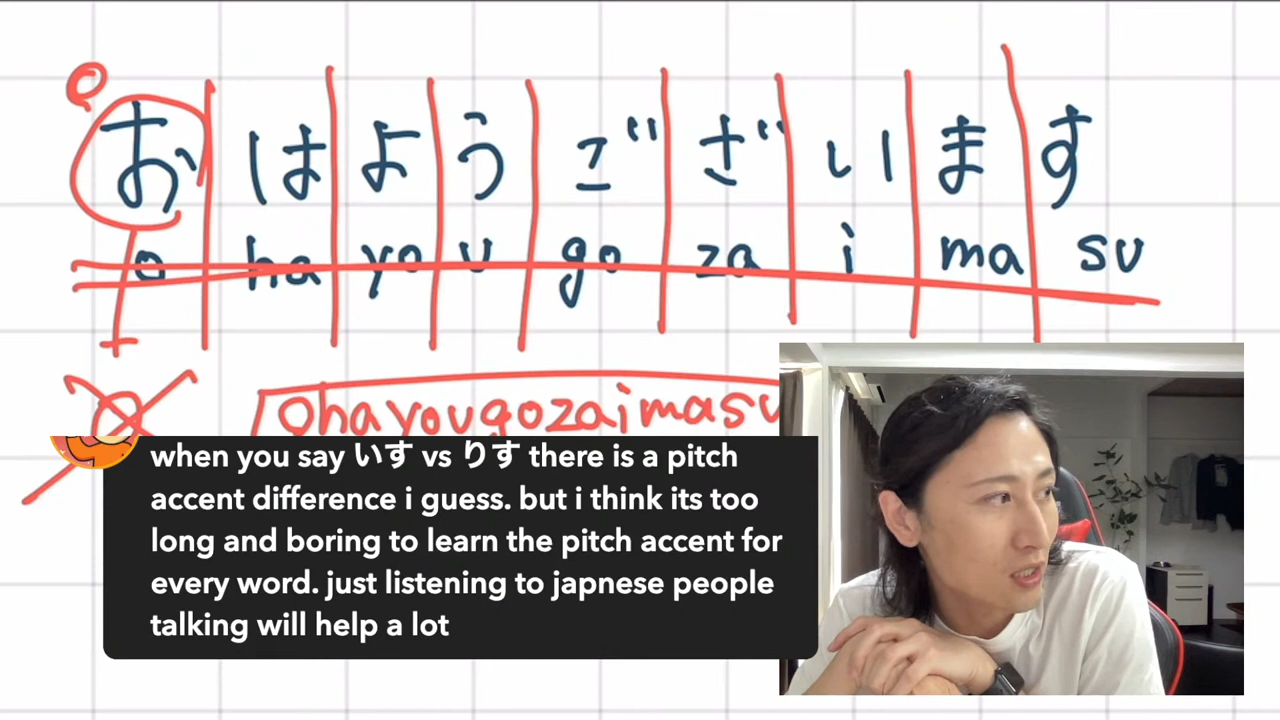 おはようございます
o ha yo u go za i ma su
ohayougozaimasu
when you say いす vs りす there is a pitch
accent difference i guess. but i think its too
long and boring to learn the pitch accent for
every word. just listening to japnese people
talking will help a lot